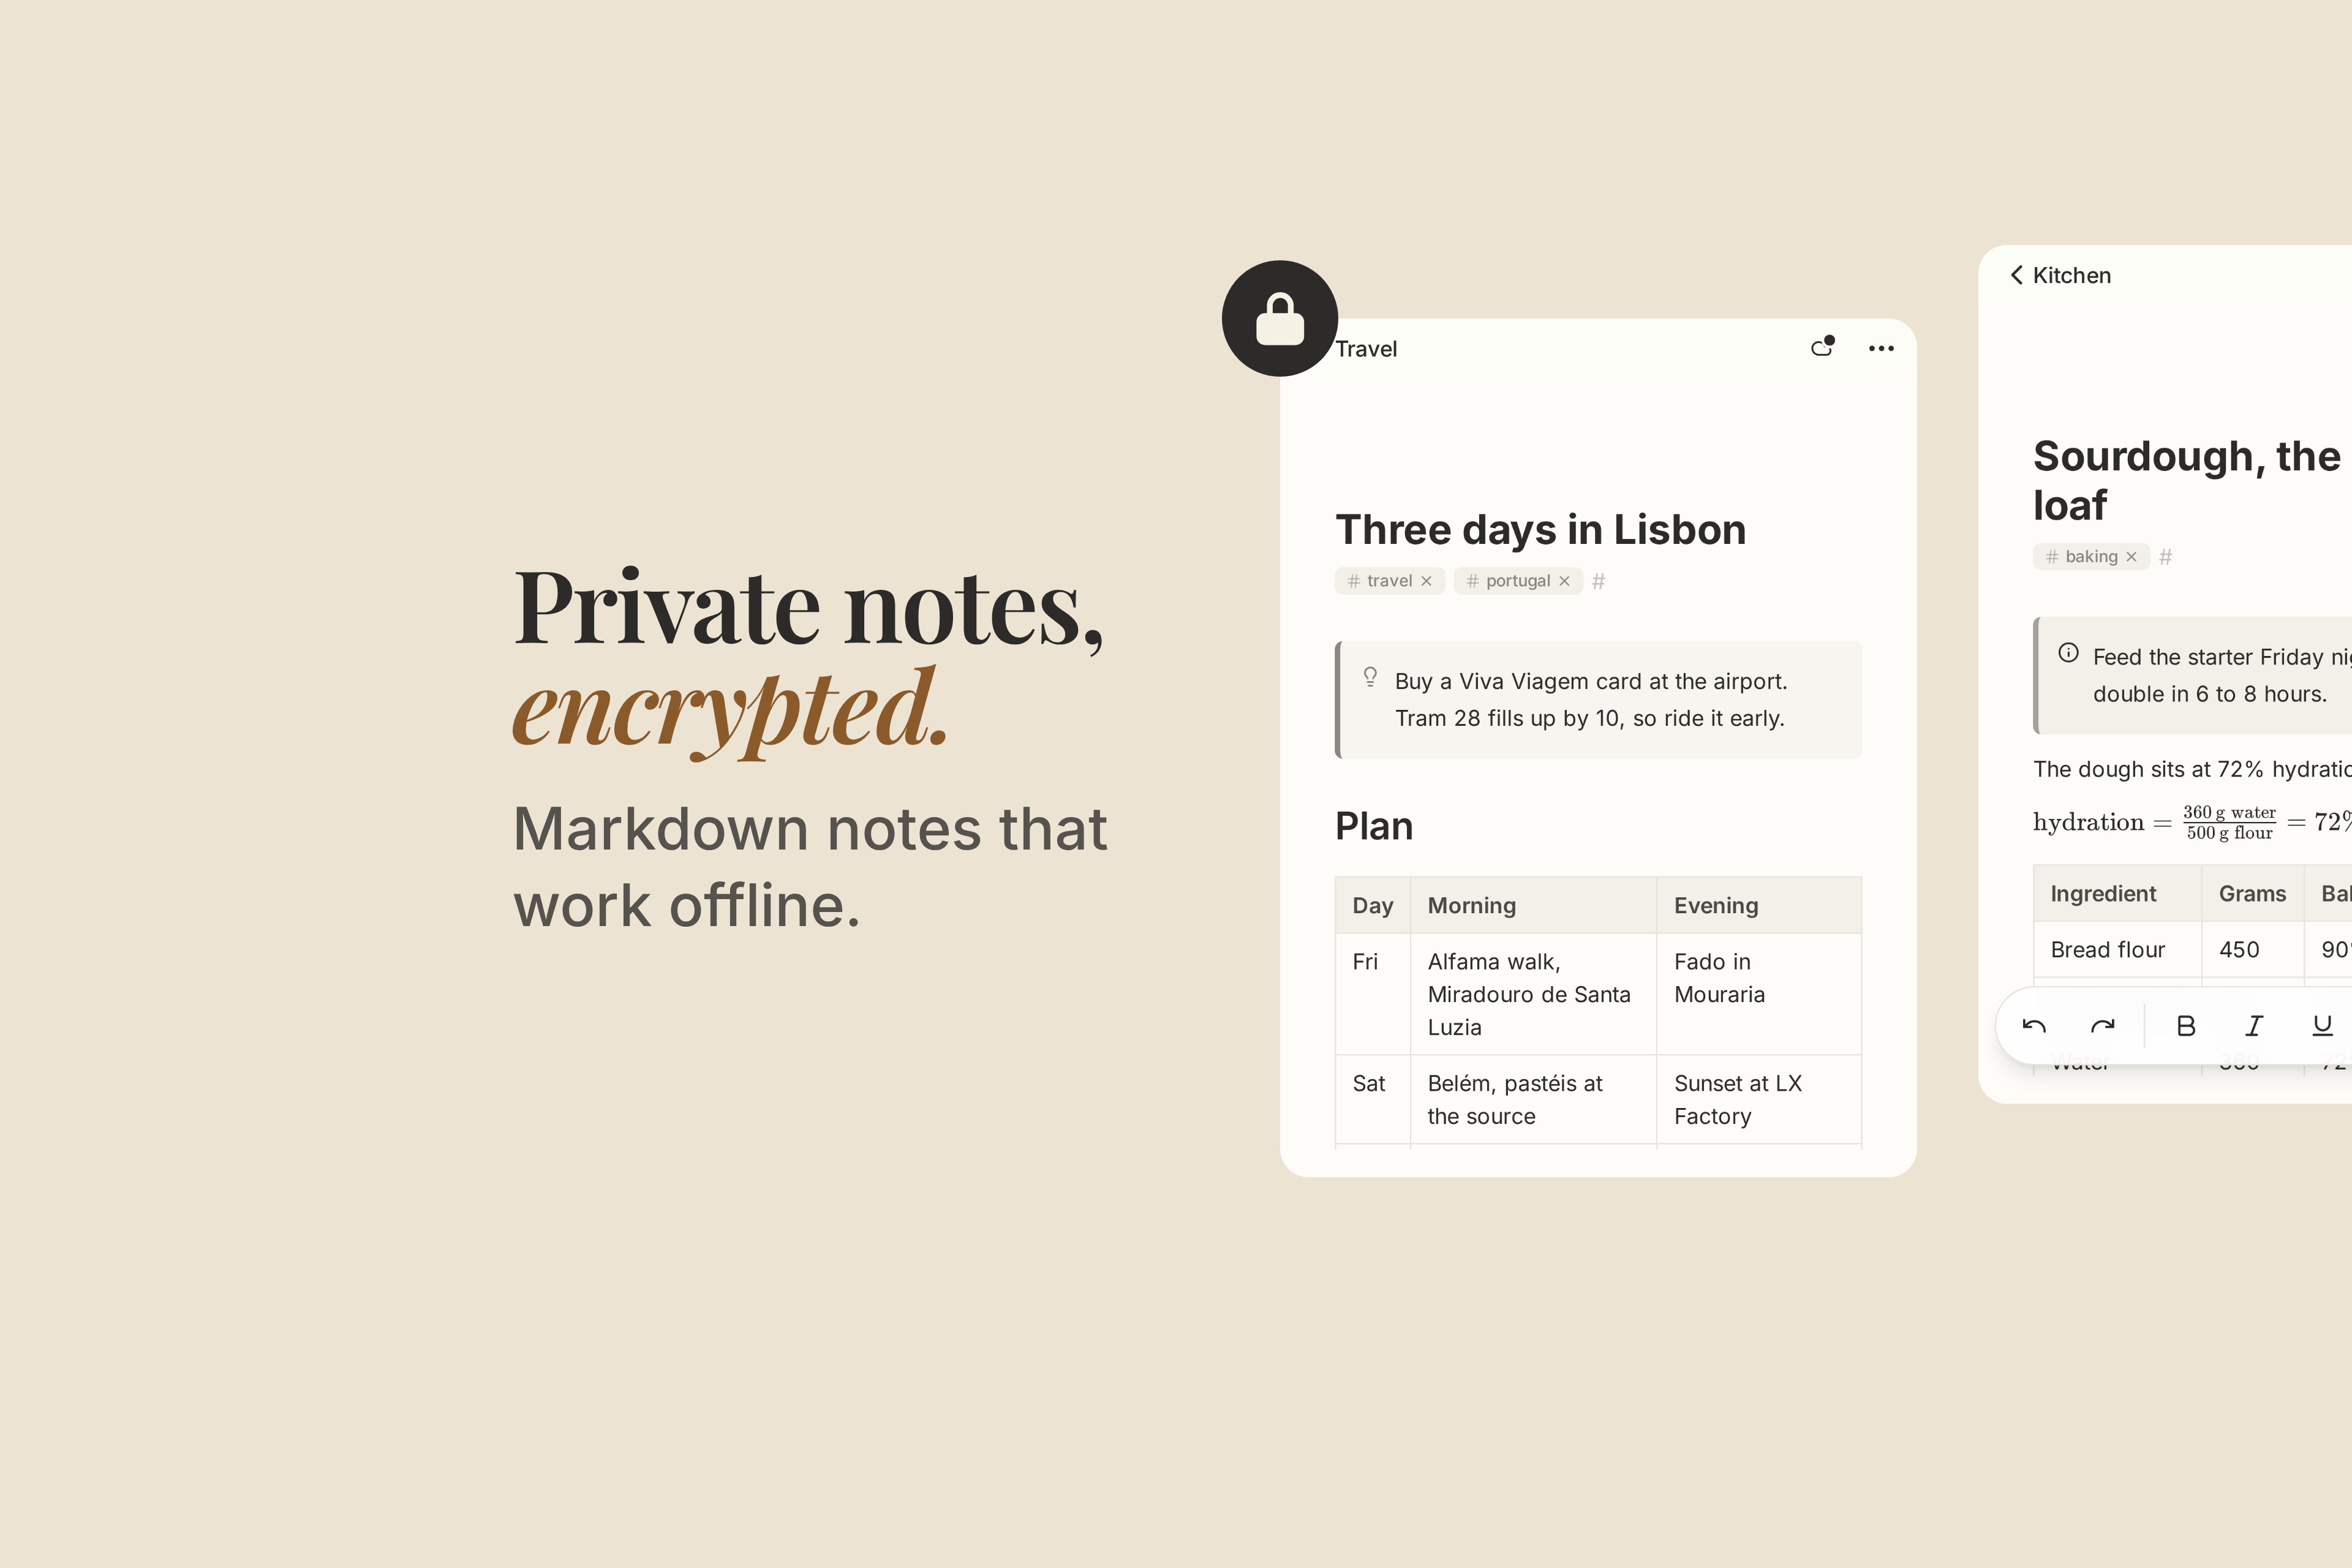 Private notes,
encrypted.
Markdown notes that
work offline.
Travel
Three days in Lisbon
# travel ×
# portugal ×
#
Buy a Viva Viagem card at the airport.
Tram 28 fills up by 10, so ride it early.
Plan
Day Morning Evening
Fri
Alfama walk,
Miradouro de Santa
Luzia
Fado in
Mouraria
Sat
Belém, pastéis at
the source
Sunset at LX
Factory
Kitchen
Sourdough, the
loaf
# baking ×
#
Feed the starter Friday
double in 6 to 8 hours.
The dough sits at 72%
hydration = 360 g water / 500 g flour = 72%
Ingredient Grams
Bread flour 450
Water 360
B I U